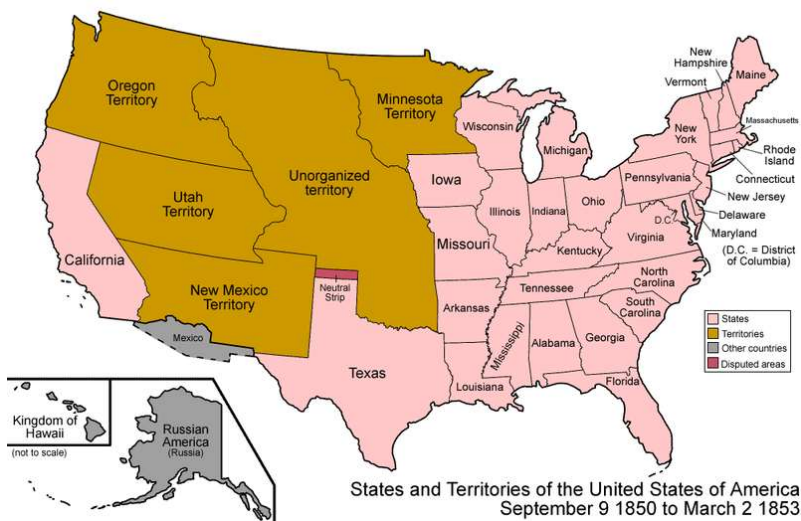 Oregon
Territory
Minnesota
Territory
Unorganized
territory
Utah
Territory
New Mexico
Territory
California
Mexico
Neutral
Strip
Texas
Wisconsin
Michigan
Iowa
Illinois
Indiana
Ohio
Missouri
Kentucky
Arkansas
Tennessee
Louisiana
Mississippi
Alabama
Georgia
Florida
South
Carolina
North
Carolina
Virginia
D.C.
Pennsylvania
New
York
Vermont
New
Hampshire
Maine
Massachusetts
Rhode
Island
Connecticut
New Jersey
Delaware
Maryland
(D.C. = District
of Columbia)
States
Territories
Other countries
Disputed areas
Kingdom of
Hawaii
(not to scale)
Russian
America
(Russia)
States and Territories of the United States of America
September 9 1850 to March 2 1853